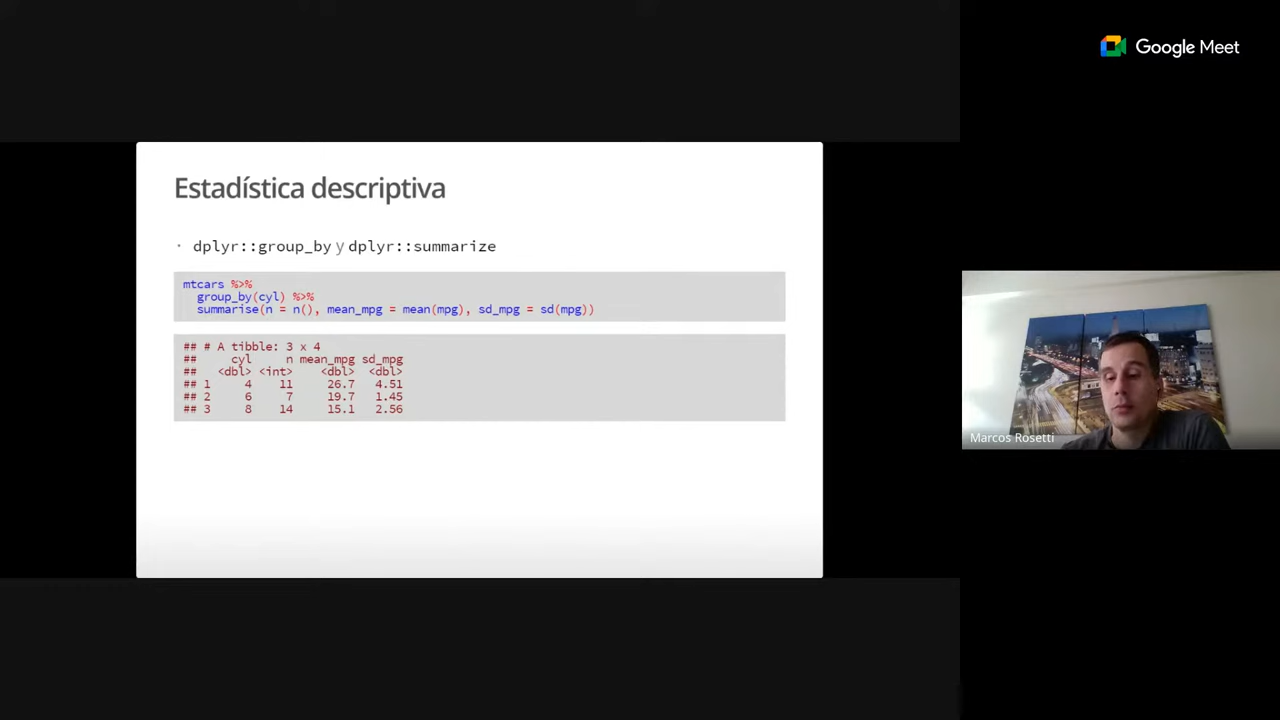 Google Meet
Estadística descriptiva
· dplyr::group_by y dplyr::summarize
mtcars %>%
group_by(cyl) %>%
summarise(n = n(), mean_mpg = mean(mpg), sd_mpg = sd(mpg))
## # A tibble: 3 x 4
## cyl n mean_mpg sd_mpg
## <dbl> <int> <dbl> <dbl>
## 1 4 11 26.7 4.51
## 2 6 7 19.7 1.45
## 3 8 14 15.1 2.56
Marcos Rosetti